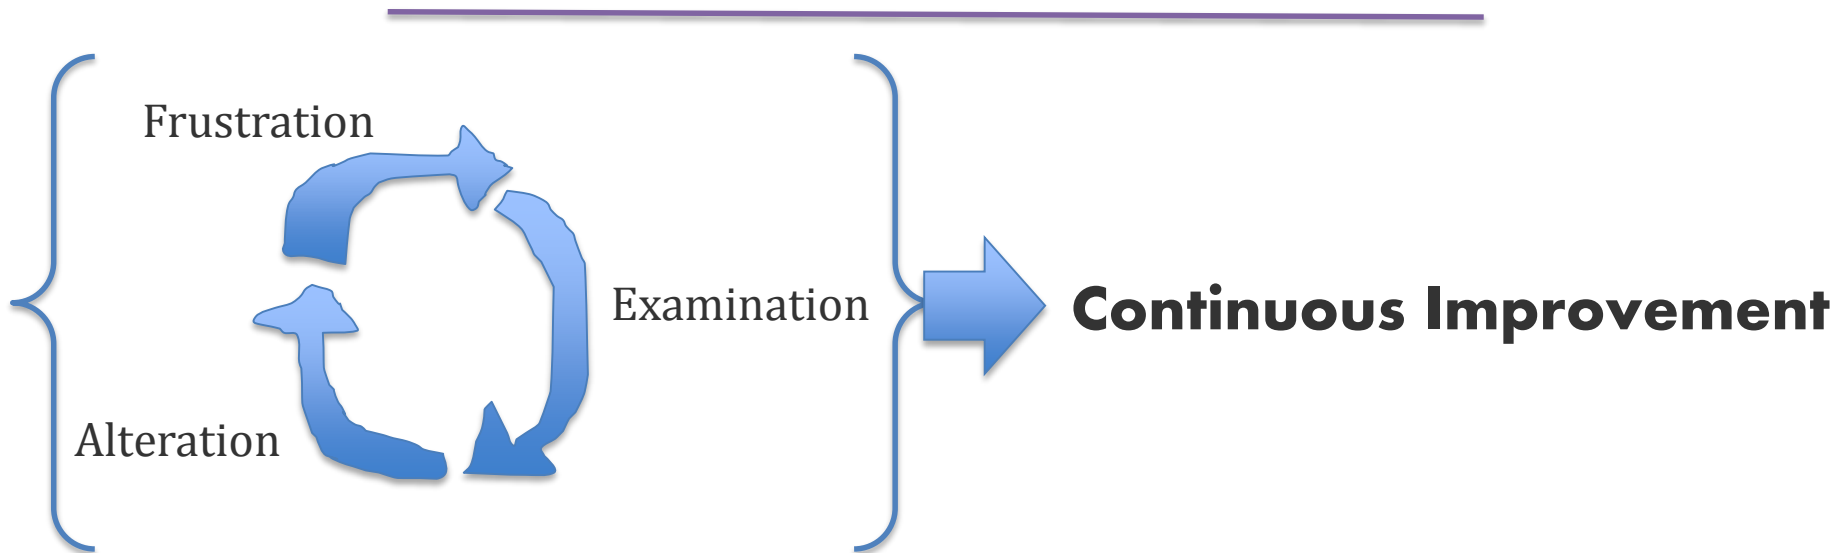 Frustration
Examination
Continuous Improvement
Alteration